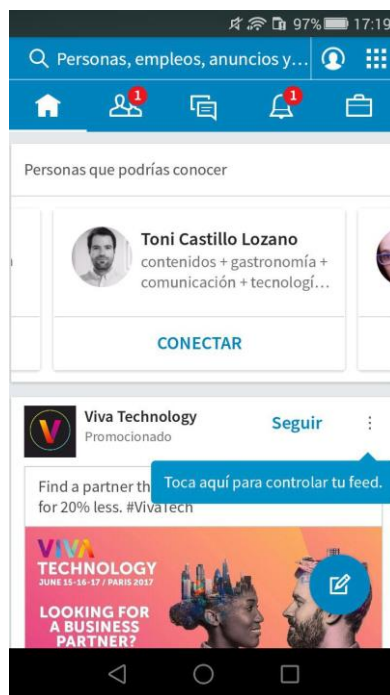 97% 17:19
Personas, empleos, anuncios y...
1 1
Personas que podrías conocer
Toni Castillo Lozano
contenidos + gastronomía +
comunicación + tecnologí...
CONECTAR
Viva Technology
Promocionado
Seguir
Toca aquí para controlar tu feed.
Find a partner th
for 20% less. #VivaTech
VIVA
TECHNOLOGY
JUNE 15-16-17 / PARIS 2017
LOOKING FOR
A BUSINESS
PARTNER?